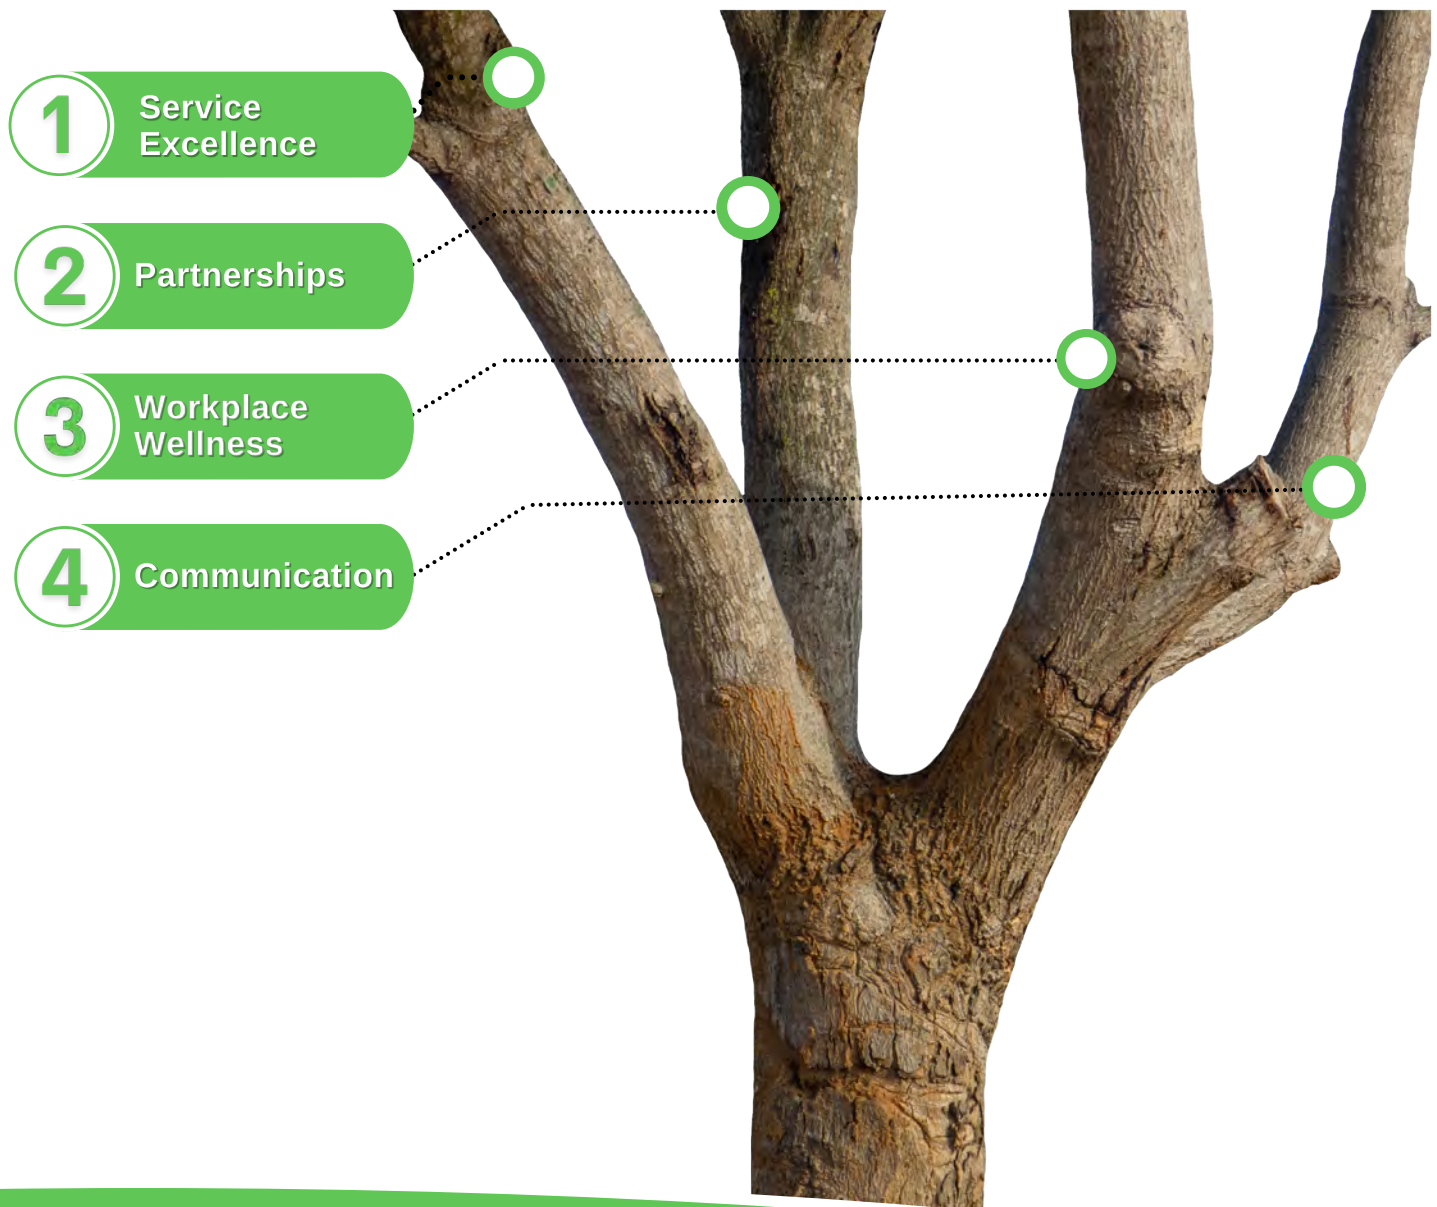 1
Service
Excellence
2
Partnerships
3
Workplace
Wellness
4
Communication